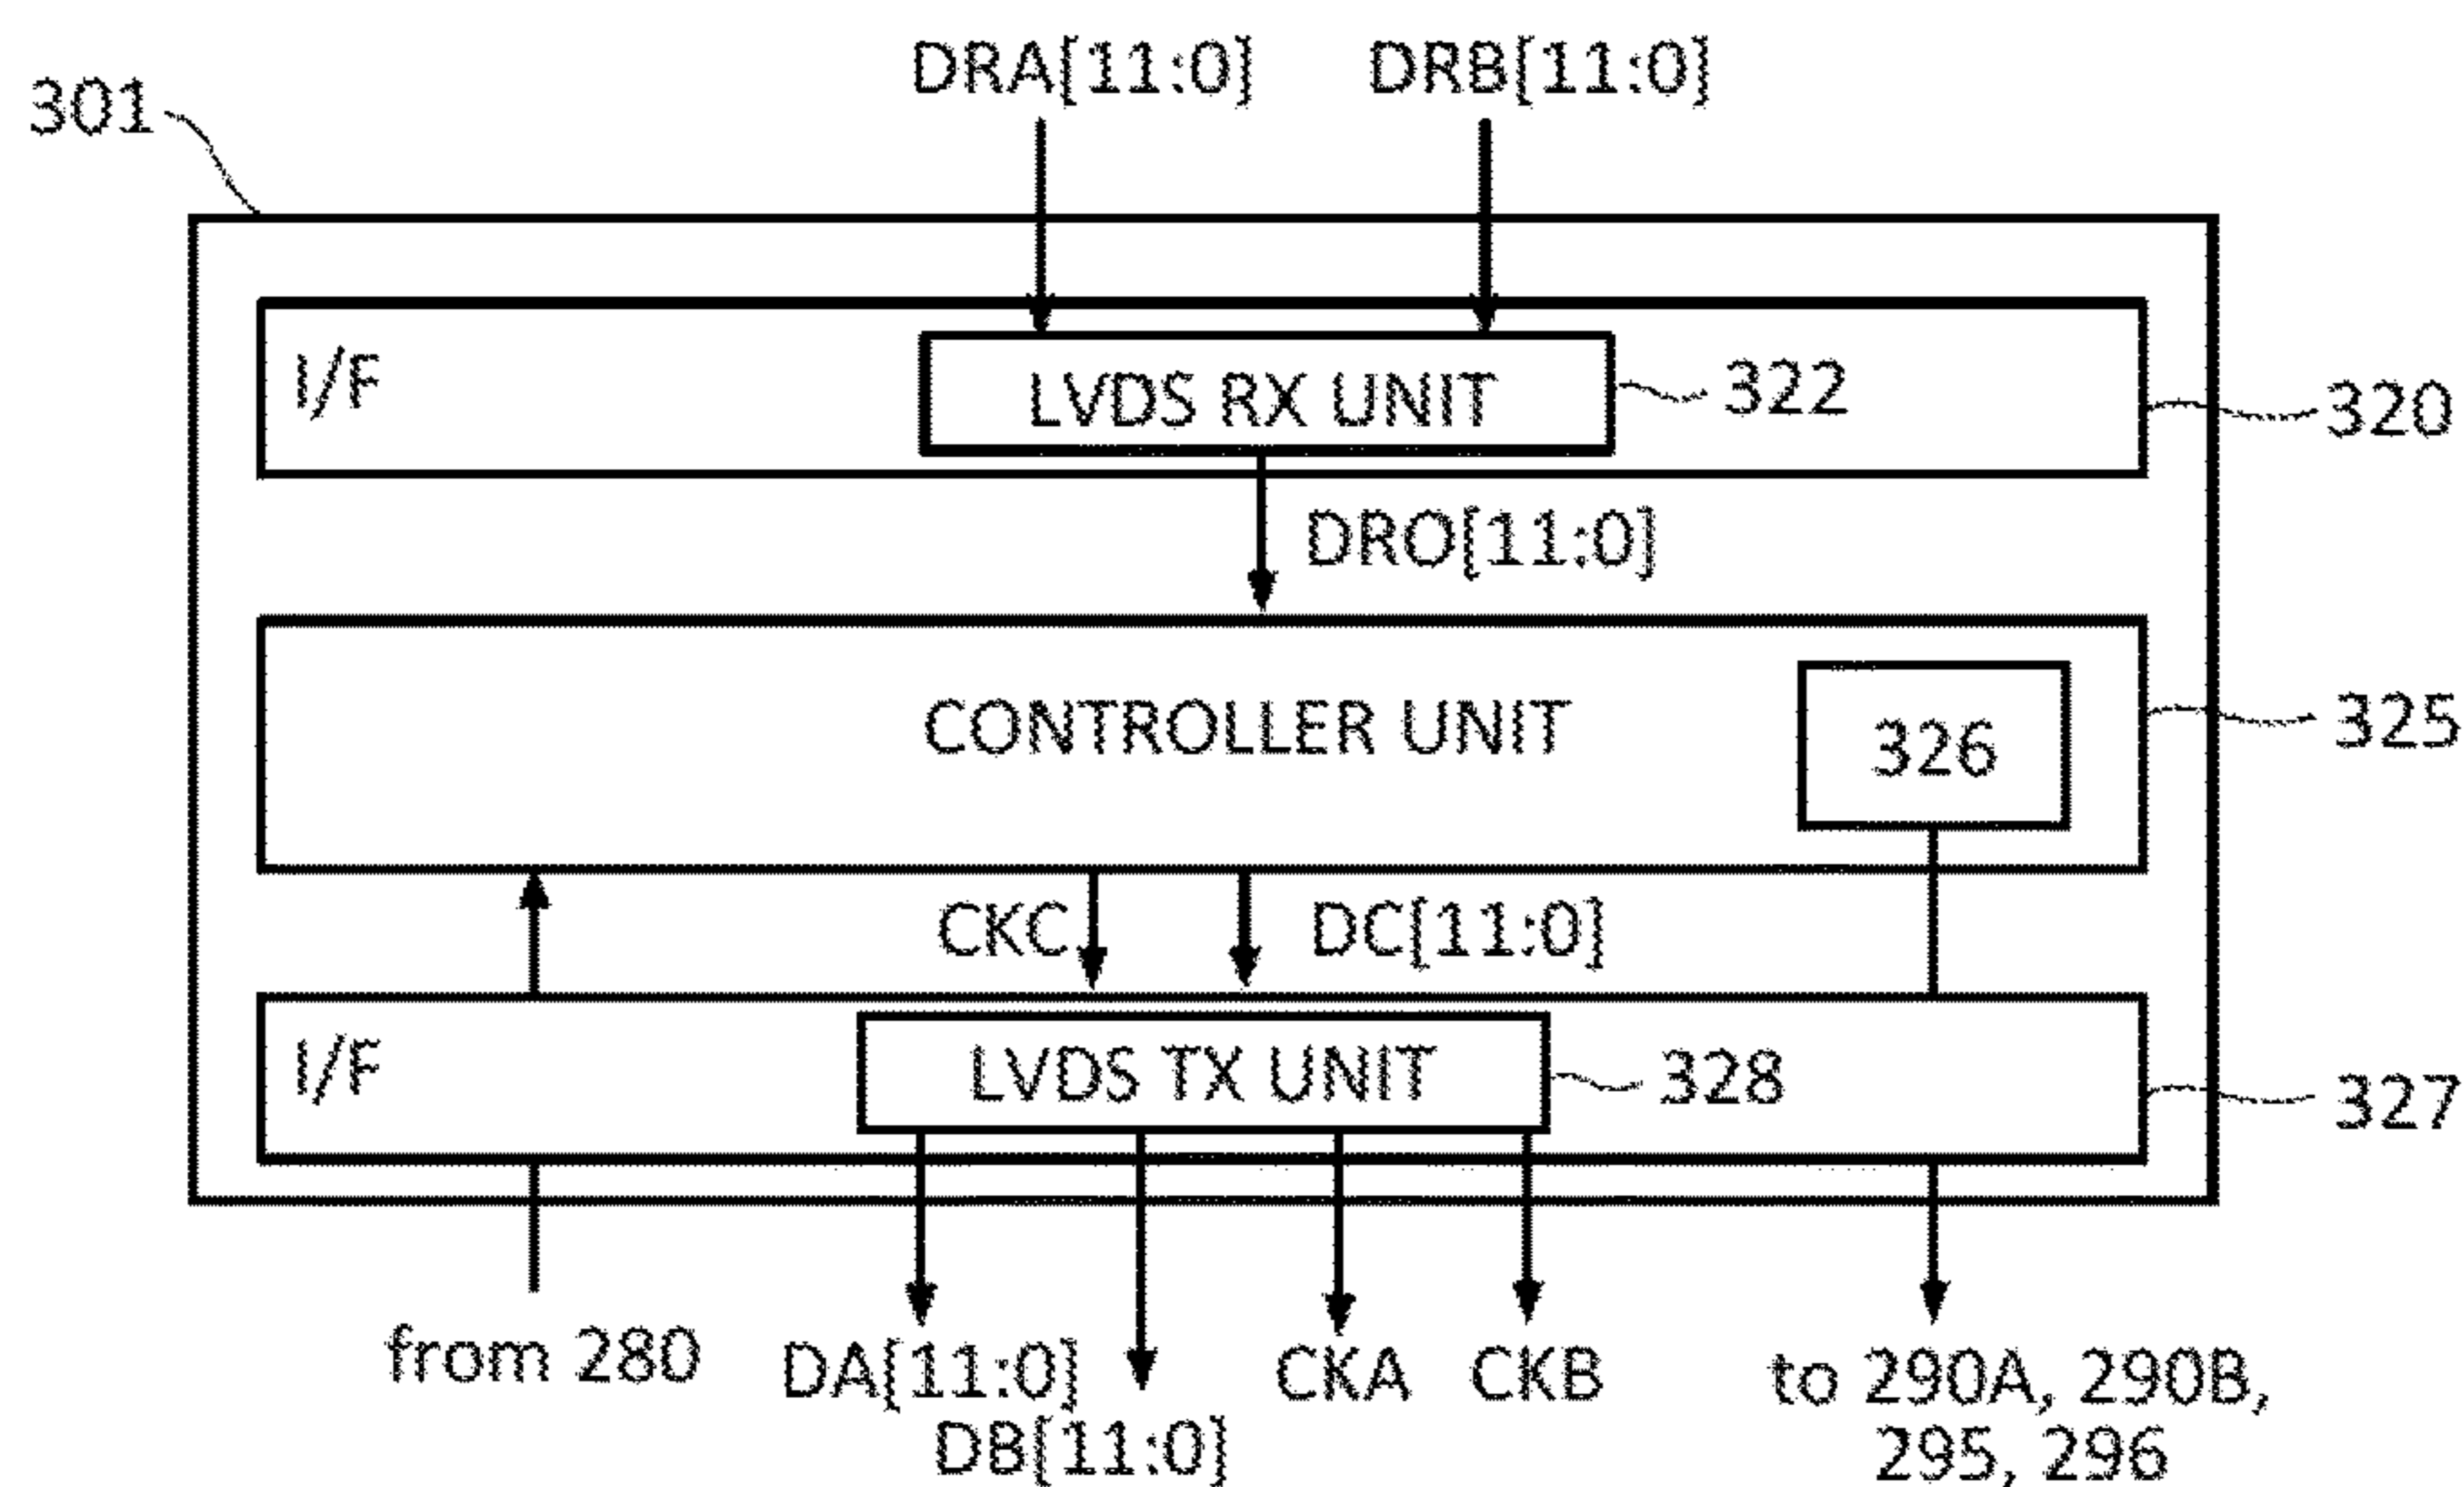 DRA[11:0] DRB[11:0]
301
I/F LVDS RX UNIT 322 320
DRO[11:0]
CONTROLLER UNIT 326 325
CKC DC[11:0]
I/F LVDS TX UNIT 328 327
from 280 DA[11:0] CKA CKB to 290A, 290B,
DB[11:0] 295, 296